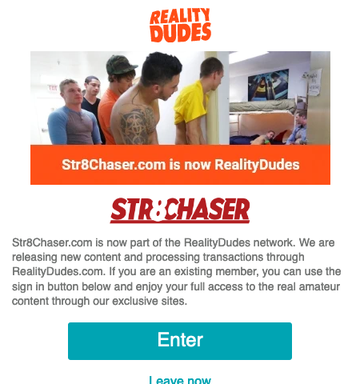 REALITY
DUDES
Str8Chaser.com is now RealityDudes
STR8CHASER
Str8Chaser.com is now part of the RealityDudes network. We are
releasing new content and processing transactions through
RealityDudes.com. If you are an existing member, you can use the
sign in button below and enjoy your full access to the real amateur
content through our exclusive sites.
Enter
Leave now